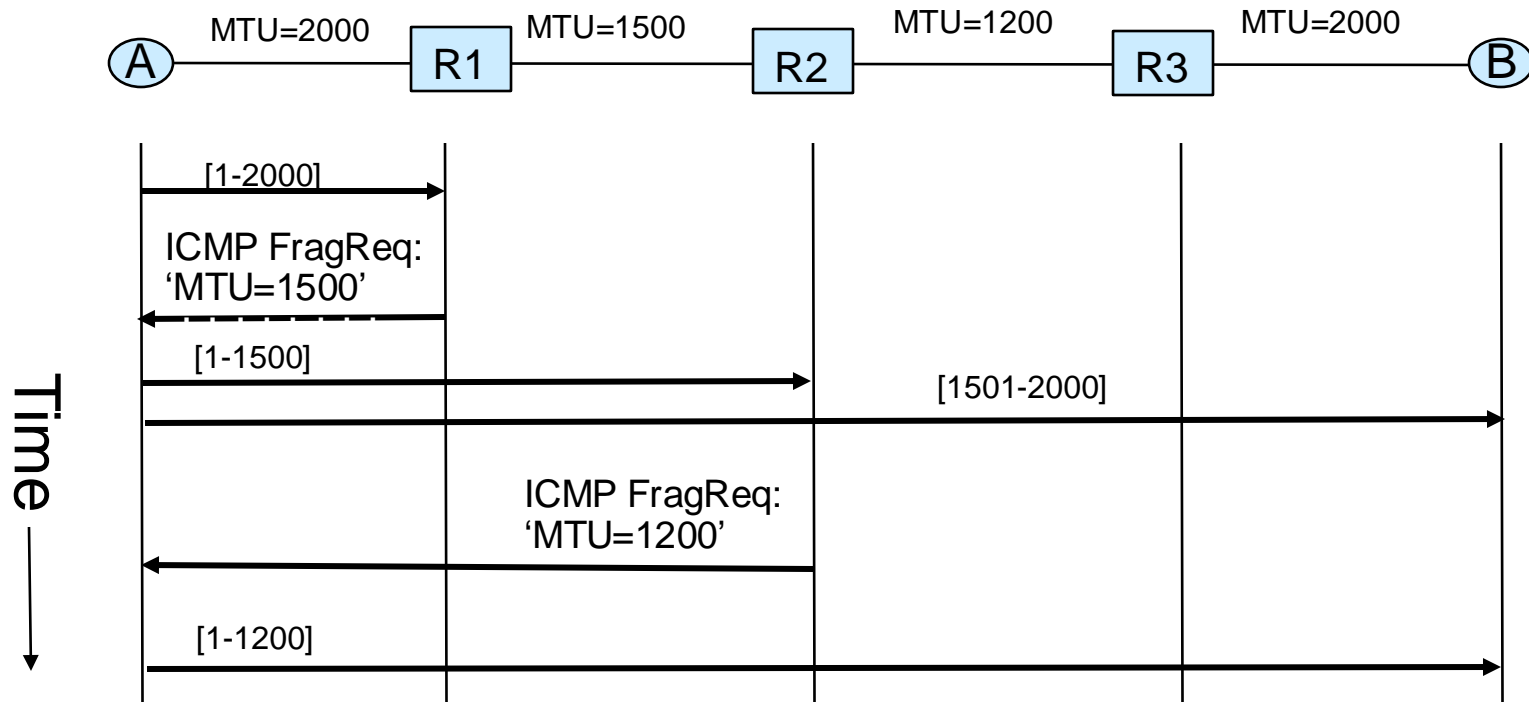 MTU=2000
MTU=1500
MTU=1200
MTU=2000
A
R1
R2
R3
B
[1-2000]
ICMP FragReq:
‘MTU=1500’
[1-1500]
[1501-2000]
Time
ICMP FragReq:
‘MTU=1200’
[1-1200]